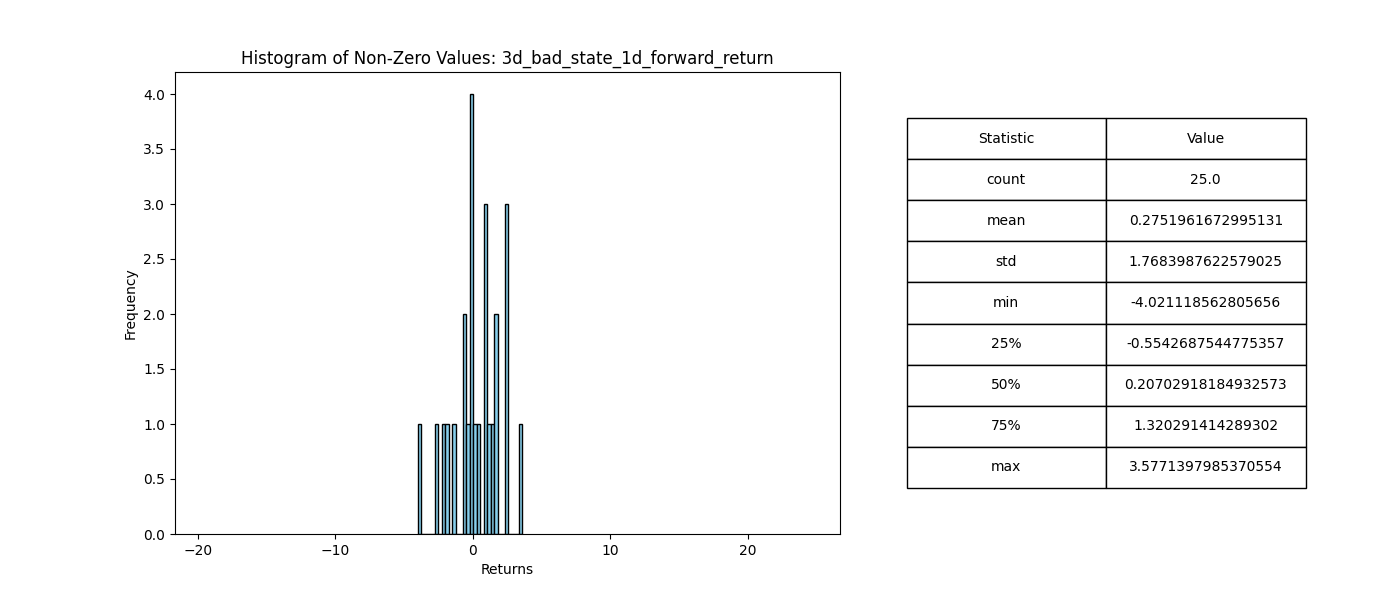 Histogram of Non-Zero Values: 3d_bad_state_1d_forward_return
4.0
3.5
3.0
2.5
2.0
1.5
1.0
0.5
0.0
Frequency
−20 −10 0 10 20
Returns
Statistic Value
count 25.0
mean 0.2751961672995131
std 1.7683987622579025
min -4.021118562805656
25% -0.5542687544775357
50% 0.20702918184932573
75% 1.320291414289302
max 3.5771397985370554